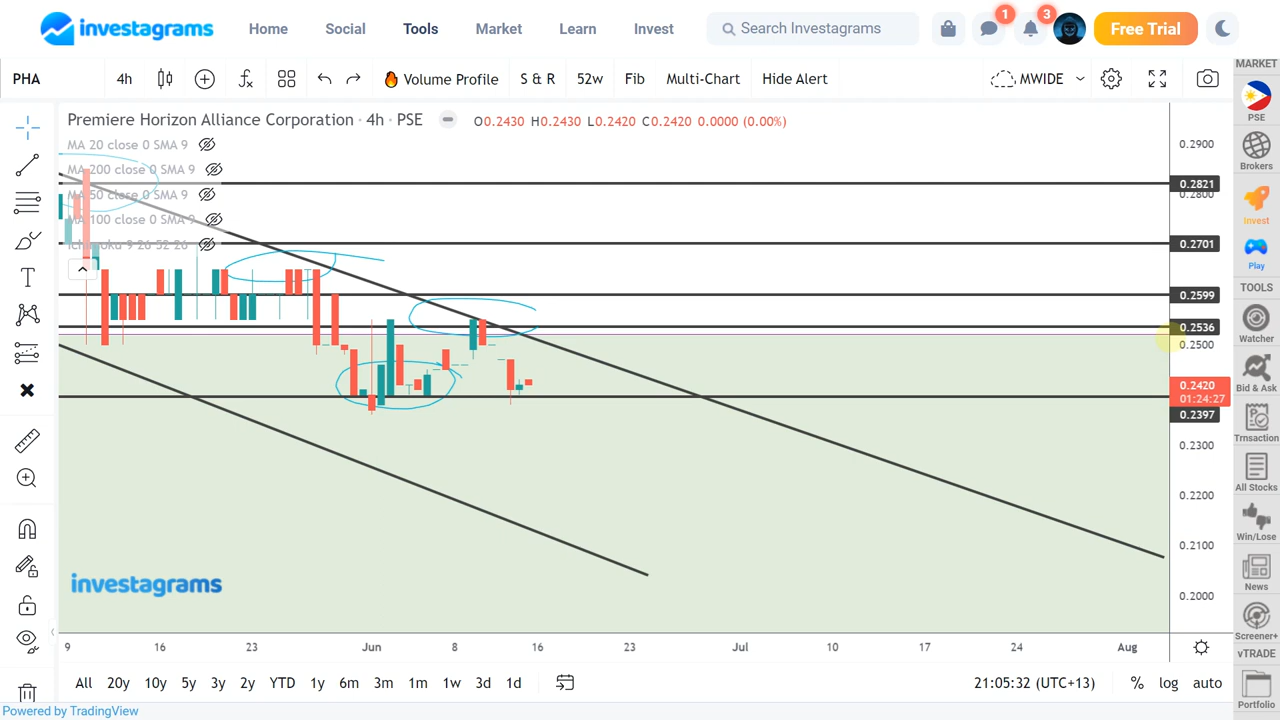 investagrams
Home
Social
Tools
Market
Learn
Invest
Search Investagrams
1
3
Free Trial
PHA
4h
Volume Profile
S & R
52w
Fib
Multi-Chart
Hide Alert
MWIDE
Premiere Horizon Alliance Corporation · 4h · PSE
O0.2430 H0.2430 L0.2420 C0.2420 0.0000 (0.00%)
MA 20 close 0 SMA 9
MA 200 close 0 SMA 9
MA 50 close 0 SMA 9
MA 100 close 0 SMA 9
Ichimoku 9 26 52 26
0.2900
0.2821
0.2800
0.2701
0.2599
0.2536
0.2500
0.2420
01:24:27
0.2397
0.2300
0.2200
0.2100
0.2000
investagrams
9
16
23
Jun
8
16
23
Jul
10
17
24
Aug
All
20y
10y
5y
3y
2y
YTD
1y
6m
3m
1m
1w
3d
1d
21:05:32 (UTC+13)
%
log
auto
Powered by TradingView
MARKET
PSE
Brokers
Invest
Play
TOOLS
Watcher
Bid & Ask
Trnsaction
All Stocks
Win/Lose
News
Screener+
vTRADE
Portfolio